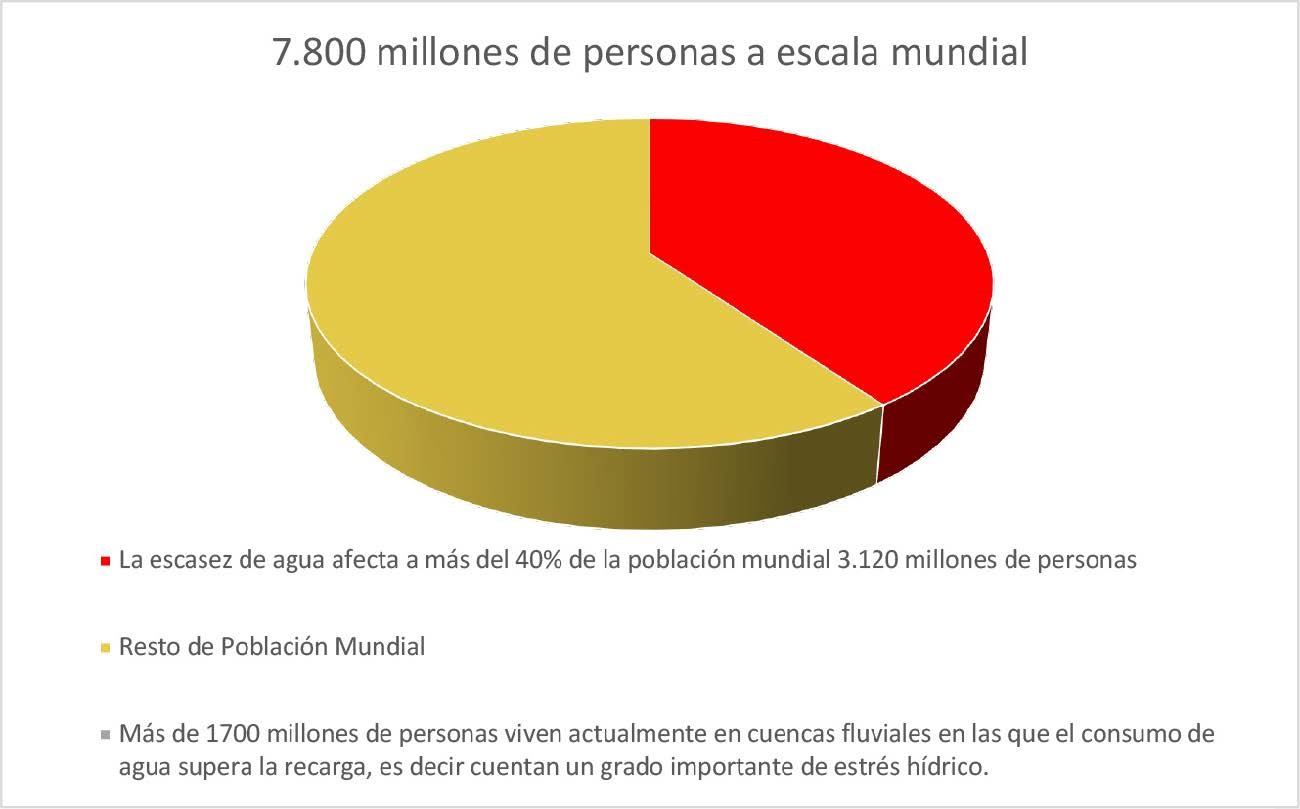 7.800 millones de personas a escala mundial
La escasez de agua afecta a más del 40% de la población mundial 3.120 millones de personas
Resto de Población Mundial
Más de 1700 millones de personas viven actualmente en cuencas fluviales en las que el consumo de
agua supera la recarga, es decir cuentan un grado importante de estrés hídrico.